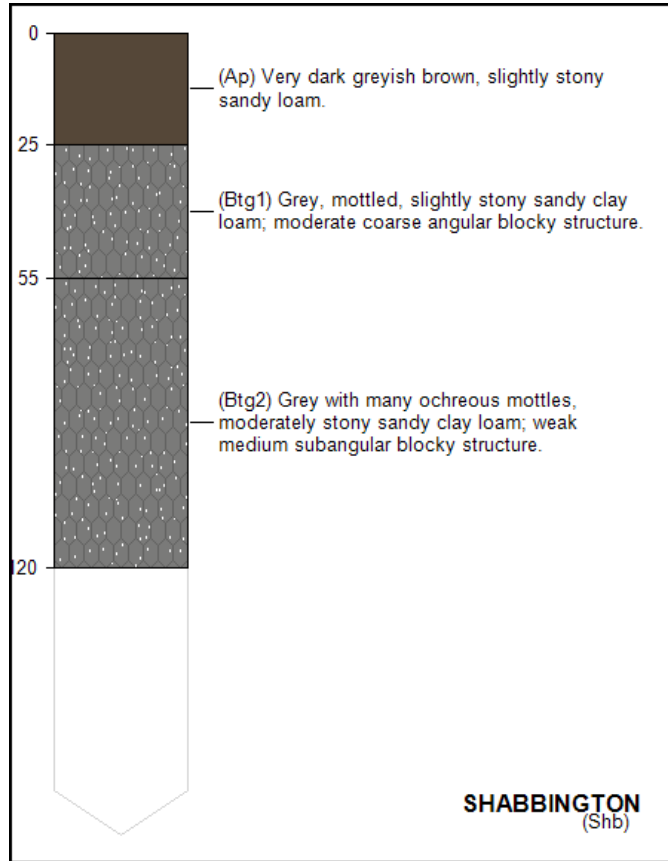 0
(Ap) Very dark greyish brown, slightly stony
sandy loam.
25
(Btg1) Grey, mottled, slightly stony sandy clay
loam; moderate coarse angular blocky structure.
55
(Btg2) Grey with many ochreous mottles,
moderately stony sandy clay loam; weak
medium subangular blocky structure.
120
SHABBINGTON
(Shb)